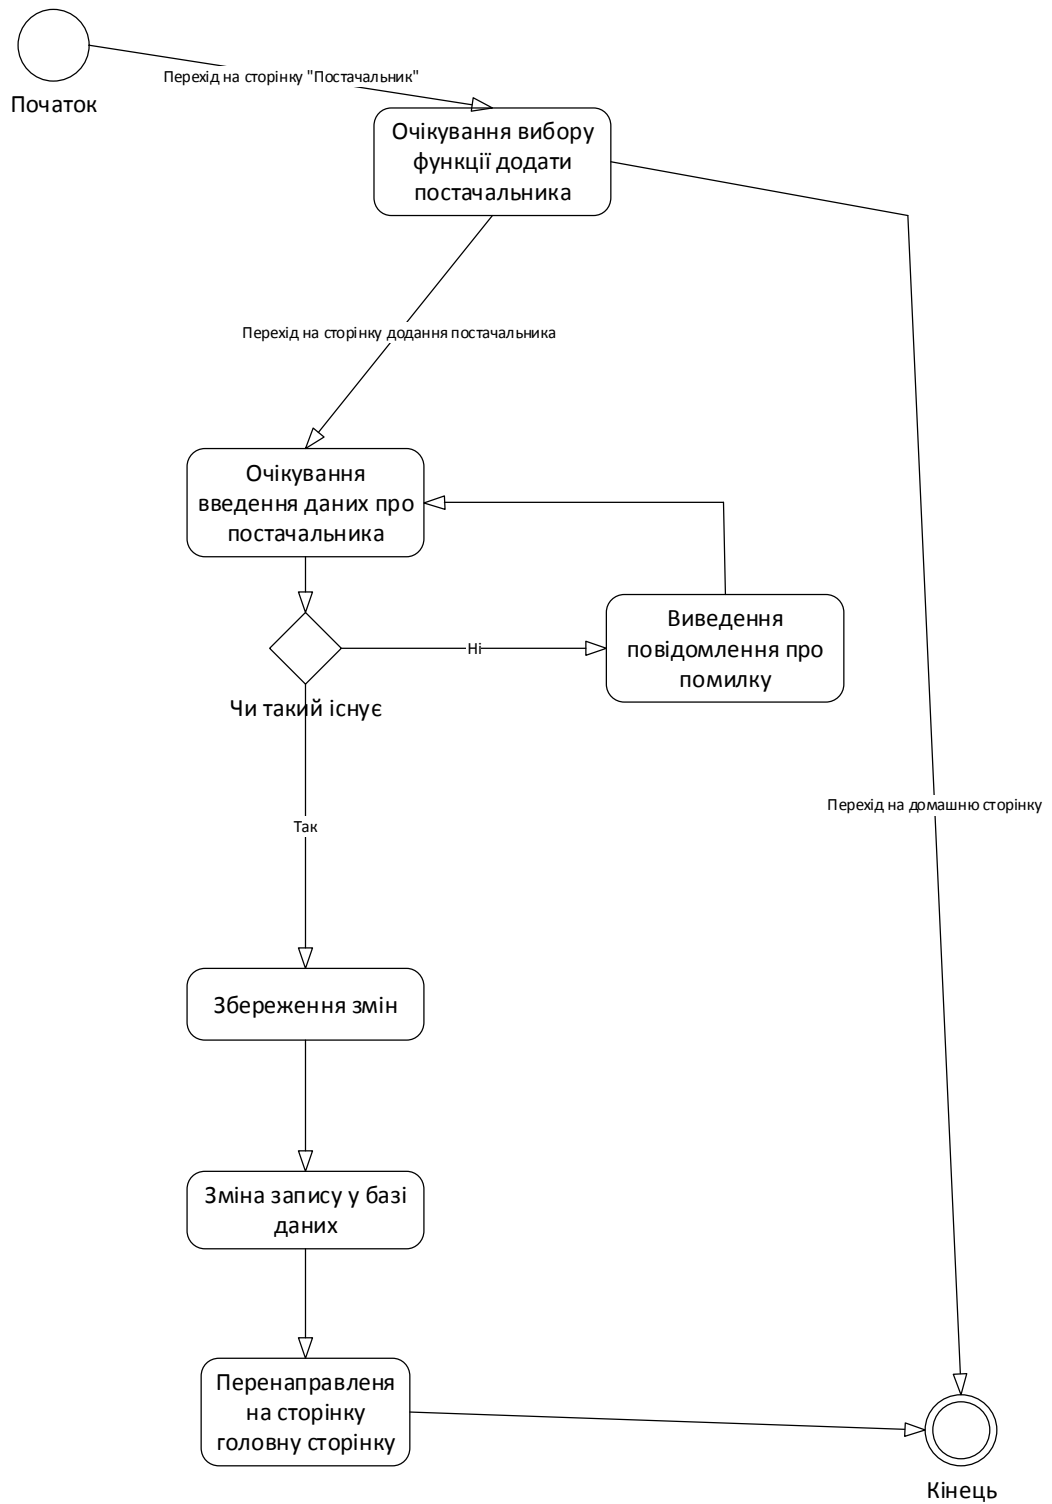 Початок
Перехід на сторінку "Постачальник"
Очікування вибору
функції додати
постачальника
Перехід на сторінку додання постачальника
Очікування
введення даних про
постачальника
Виведення
повідомлення про
помилку
Ні
Чи такий існує
Перехід на домашню сторінку
Так
Збереження змін
Зміна запису у базі
даних
Перенаправленя
на сторінку
головну сторінку
Кінець